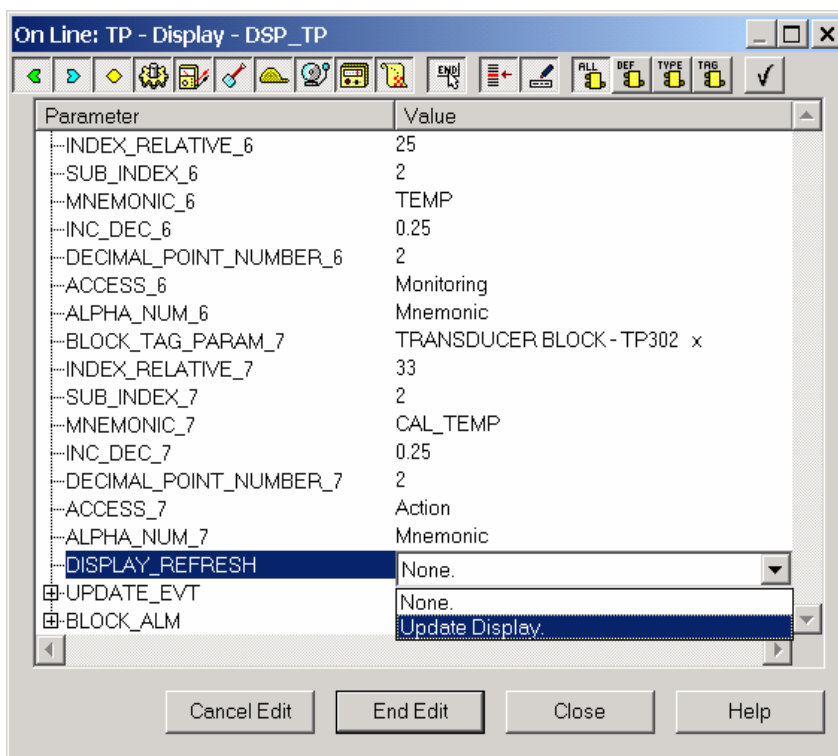 On Line: TP - Display - DSP_TP
END
ALL DEF TYPE TAG
Parameter Value
INDEX_RELATIVE_6 25
SUB_INDEX_6 2
MNEMONIC_6 TEMP
INC_DEC_6 0.25
DECIMAL_POINT_NUMBER_6 2
ACCESS_6 Monitoring
ALPHA_NUM_6 Mnemonic
BLOCK_TAG_PARAM_7 TRANSDUCER BLOCK - TP302 x
INDEX_RELATIVE_7 33
SUB_INDEX_7 2
MNEMONIC_7 CAL_TEMP
INC_DEC_7 0.25
DECIMAL_POINT_NUMBER_7 2
ACCESS_7 Action
ALPHA_NUM_7 Mnemonic
DISPLAY_REFRESH None.
UPDATE_EVT None.
BLOCK_ALM Update Display.
Cancel Edit End Edit Close Help